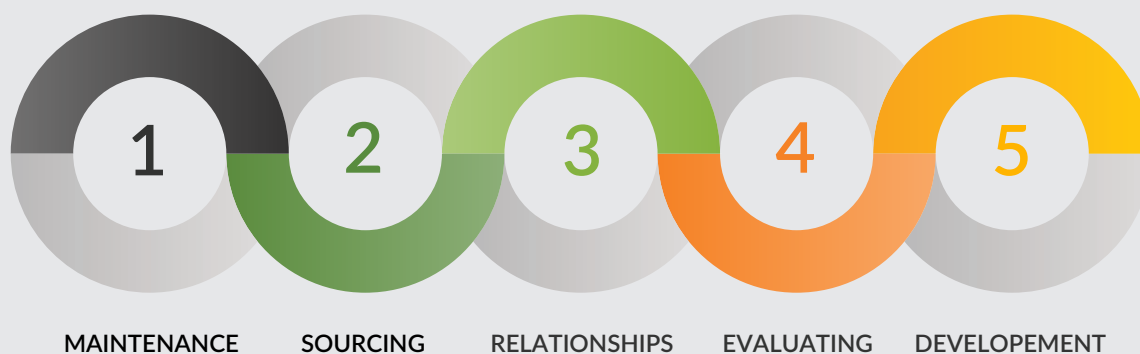 1 2 3 4 5
MAINTENANCE SOURCING RELATIONSHIPS EVALUATING DEVELOPEMENT